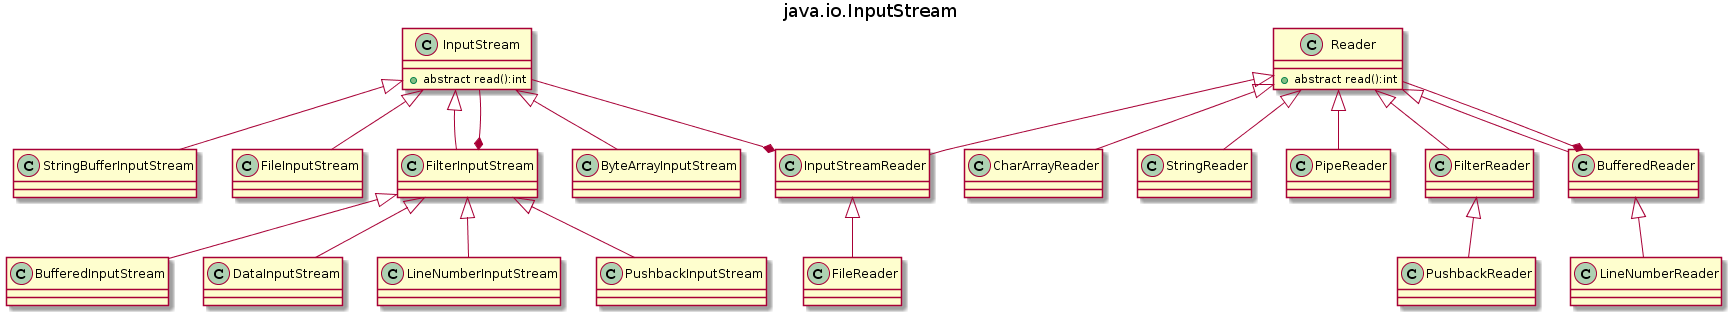 java.io.InputStream
C InputStream
abstract read():int
C Reader
abstract read():int
C StringBufferInputStream
C FileInputStream
C FilterInputStream
C ByteArrayInputStream
C InputStreamReader
C CharArrayReader
C StringReader
C PipeReader
C FilterReader
C BufferedReader
C BufferedInputStream
C DataInputStream
C LineNumberInputStream
C PushbackInputStream
C FileReader
C PushbackReader
C LineNumberReader